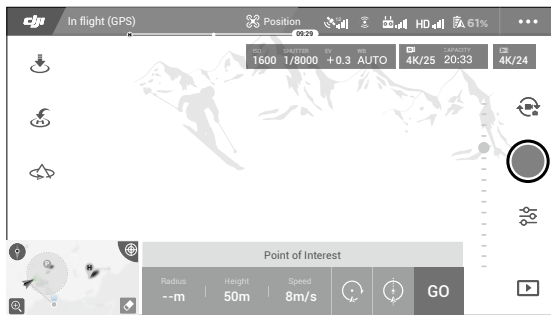 dji In flight (GPS) Position HD 61%
H 09:29
ISO SHUTTER EV WB CAPACITY
1600 1/8000 +0.3 AUTO 4K/25 20:33 4K/24
H
Point of Interest
P
H
Radius Height Speed
--m 50m 8m/s GO